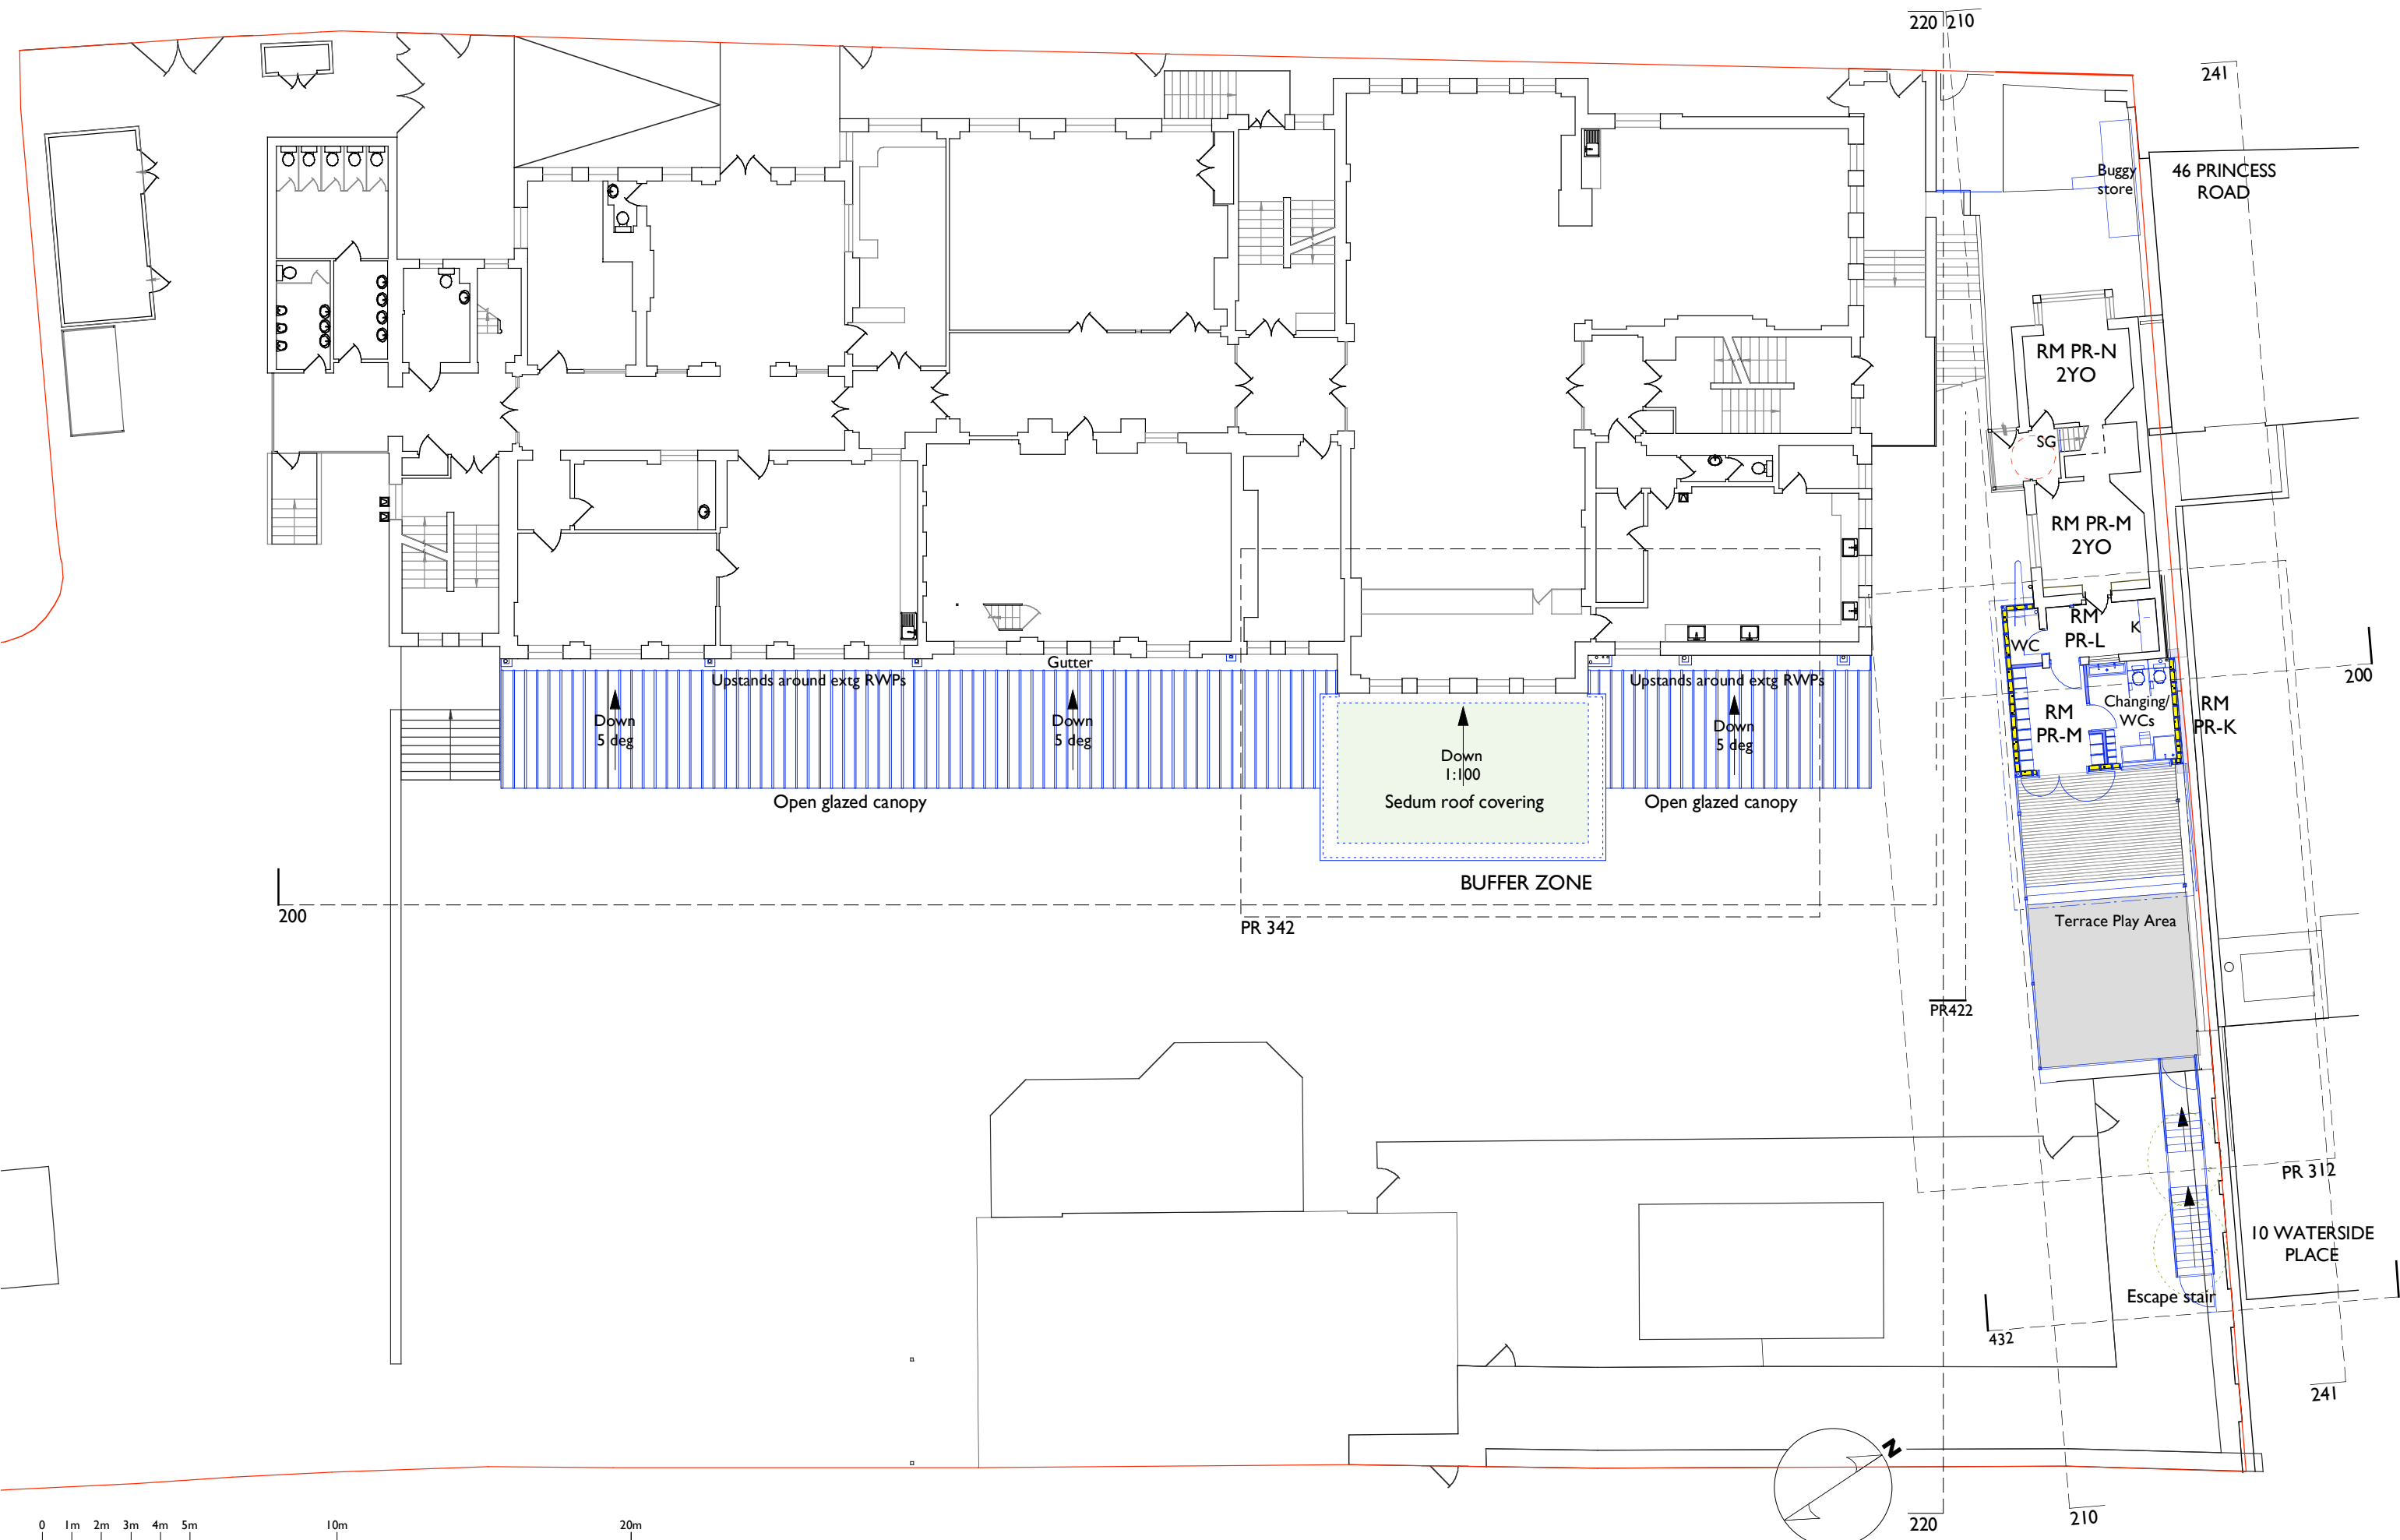 220
210
241
46 PRINCESS
ROAD
Buggy
store
RM PR-N
2YO
SG
RM PR-M
2YO
RM
PR-L
K
WC
200
Changing/
WCs
RM
PR-M
RM
PR-K
Gutter
Upstands around extg RWPs
Upstands around extg RWPs
Down
5 deg
Down
5 deg
Down
5 deg
Down
1:100
Open glazed canopy
Sedum roof covering
Open glazed canopy
BUFFER ZONE
200
PR 342
Terrace Play Area
PR422
PR 312
10 WATERSIDE
PLACE
Escape stair
432
241
N
220
210
0 1m 2m 3m 4m 5m 10m 20m